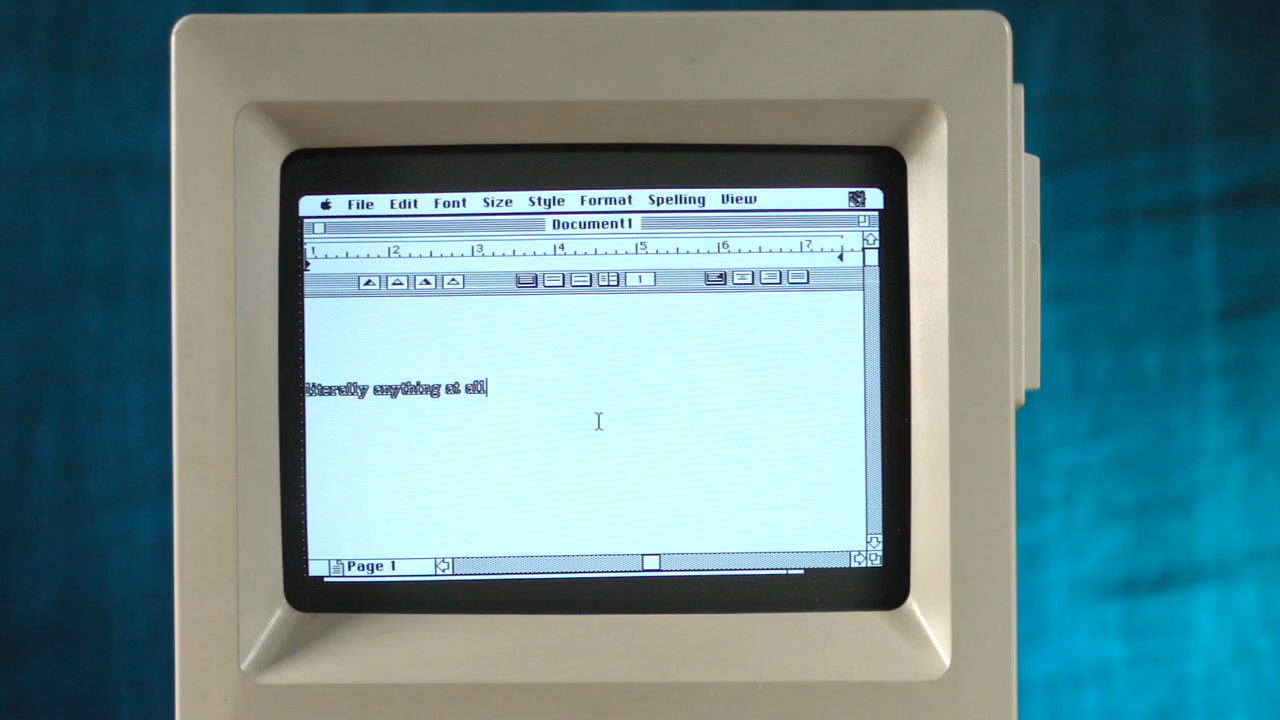 File Edit Font Size Style Format Spelling View
Document1
1 2 3 4 5 6 7
1
literally anything at all
Page 1